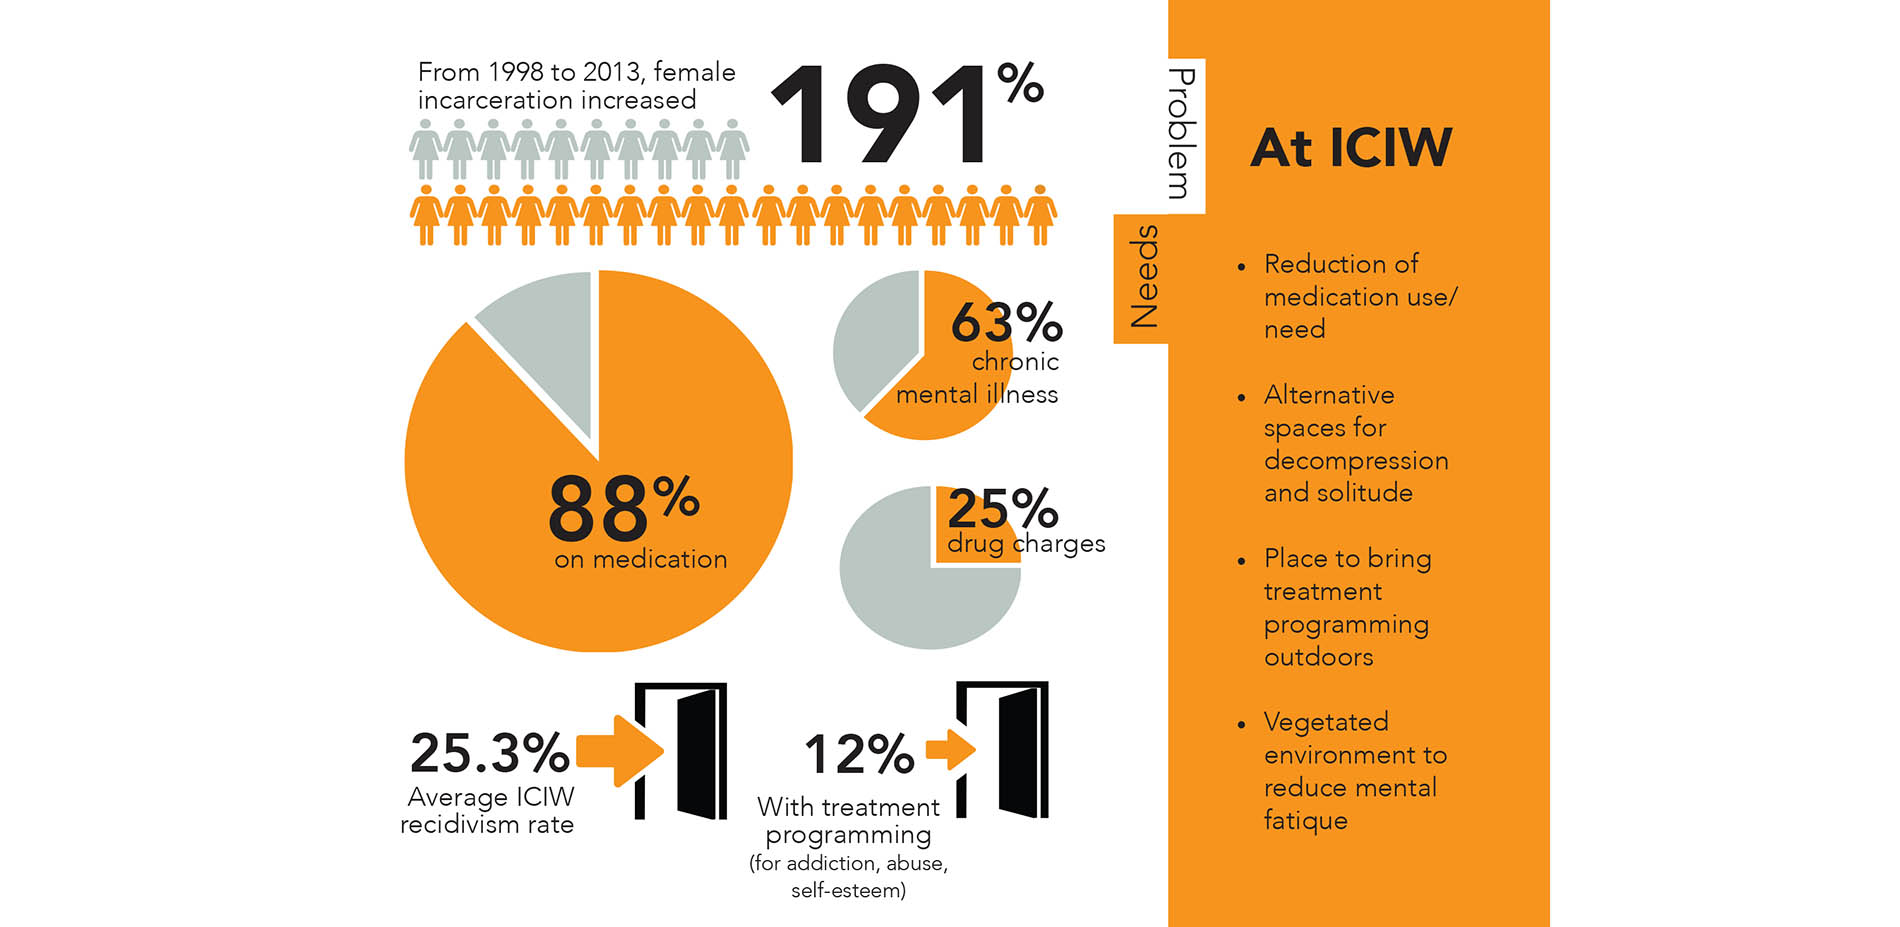 From 1998 to 2013, female
incarceration increased
191%
88%
on medication
63%
chronic
mental illness
25%
drug charges
25.3%
Average ICIW
recidivism rate
12%
With treatment
programming
(for addiction, abuse,
self-esteem)
Problem
Needs
At ICIW
• Reduction of
medication use/
need
• Alternative
spaces for
decompression
and solitude
• Place to bring
treatment
programming
outdoors
• Vegetated
environment to
reduce mental
fatique